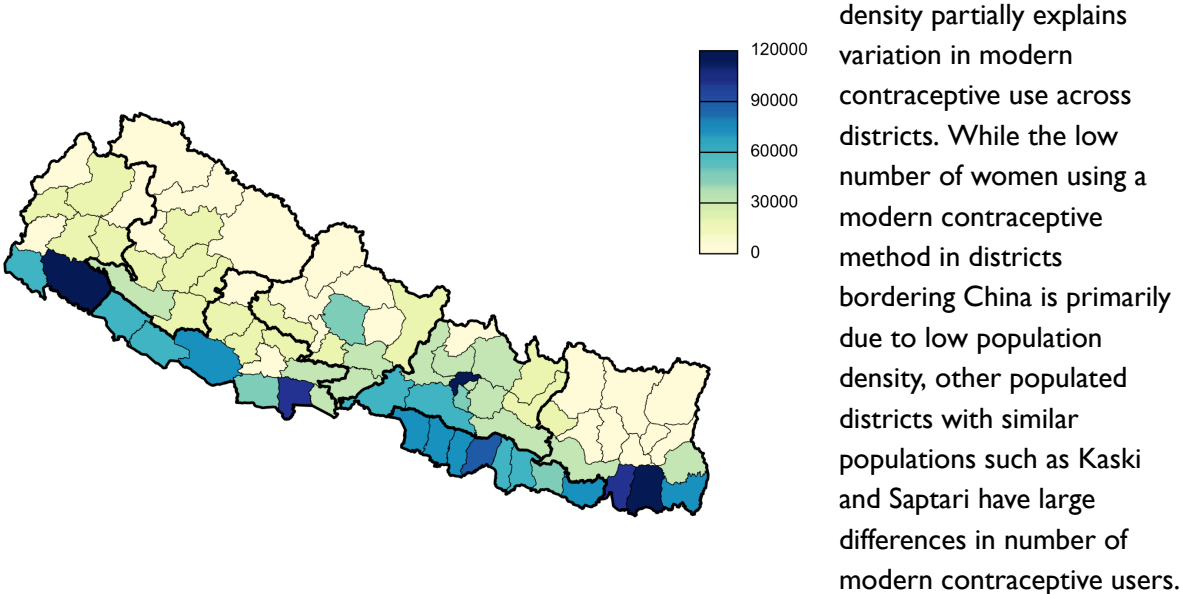 120000
90000
60000
30000
0
density partially explains
variation in modern
contraceptive use across
districts. While the low
number of women using a
modern contraceptive
method in districts
bordering China is primarily
due to low population
density, other populated
districts with similar
populations such as Kaski
and Saptari have large
differences in number of
modern contraceptive users.